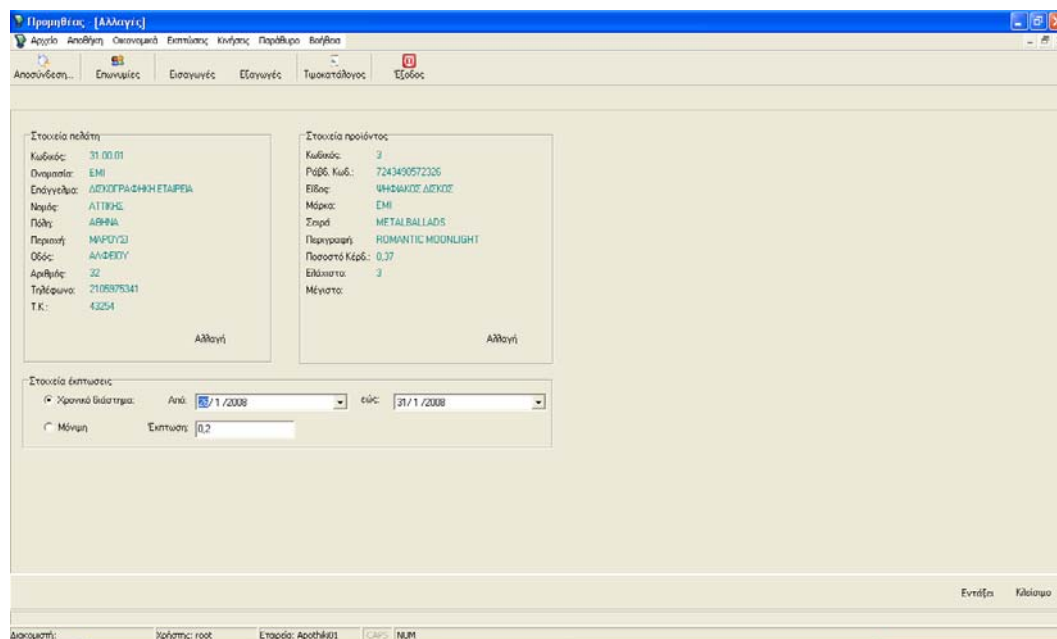 Προμηθέας - [Αλλαγές]
Αρχείο Αποθήκη Οικονομικά Εκπτώσεις Κινήσεις Παράθυρο Βοήθεια
Αποσύνδεση... Επωνυμίες Εισαγωγές Εξαγωγές Τιμοκατάλογος Έξοδος
Στοιχεία πελάτη
Κωδικός: 31.00.01
Ονομασία: EMI
Επάγγελμα: ΔΙΣΚΟΓΡΑΦΗΚΗ ΕΤΑΙΡΕΙΑ
Νομός: ΑΤΤΙΚΗΣ
Πόλη: ΑΘΗΝΑ
Περιοχή: ΜΑΡΟΥΣΙ
Οδός: ΑΛΦΕΙΟΥ
Αριθμός: 32
Τηλέφωνο: 2105975341
Τ.Κ.: 43254
Αλλαγή
Στοιχεία προϊόντος
Κωδικός: 3
Ράβδ. Κωδ.: 7243490572326
Είδος: ΨΗΦΙΑΚΟΣ ΔΙΣΚΟΣ
Μάρκα: EMI
Σειρά METALBALLADS
Περιγραφή: ROMANTIC MOONLIGHT
Ποσοστό Κέρδ.: 0,37
Ελάχιστο: 3
Μέγιστο:
Αλλαγή
Στοιχεία έκπτωσεις
Χρονικό διάστημα: Από: / 1 /2008 εώς: 31/ 1 /2008
Μόνιμη Έκπτωση: 0,2
Εντάξει Κλείσιμο
Διακομιστή: Χρήστης: root Εταιρεία: Apothiki01 CAPS NUM